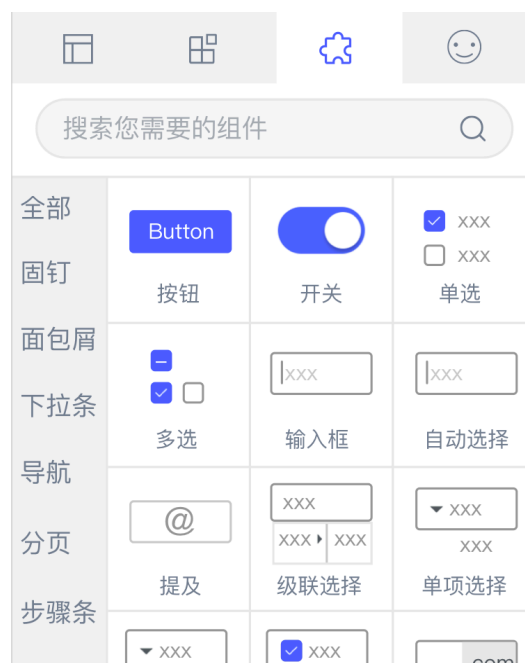 搜索您需要的组件
全部
固钉
面包屑
下拉条
导航
分页
步骤条
Button
按钮
开关
xxx
xxx
单选
多选
xxx
输入框
xxx
自动选择
@
提及
xxx
xxx
xxx
级联选择
xxx
xxx
单项选择
xxx
xxx
.com